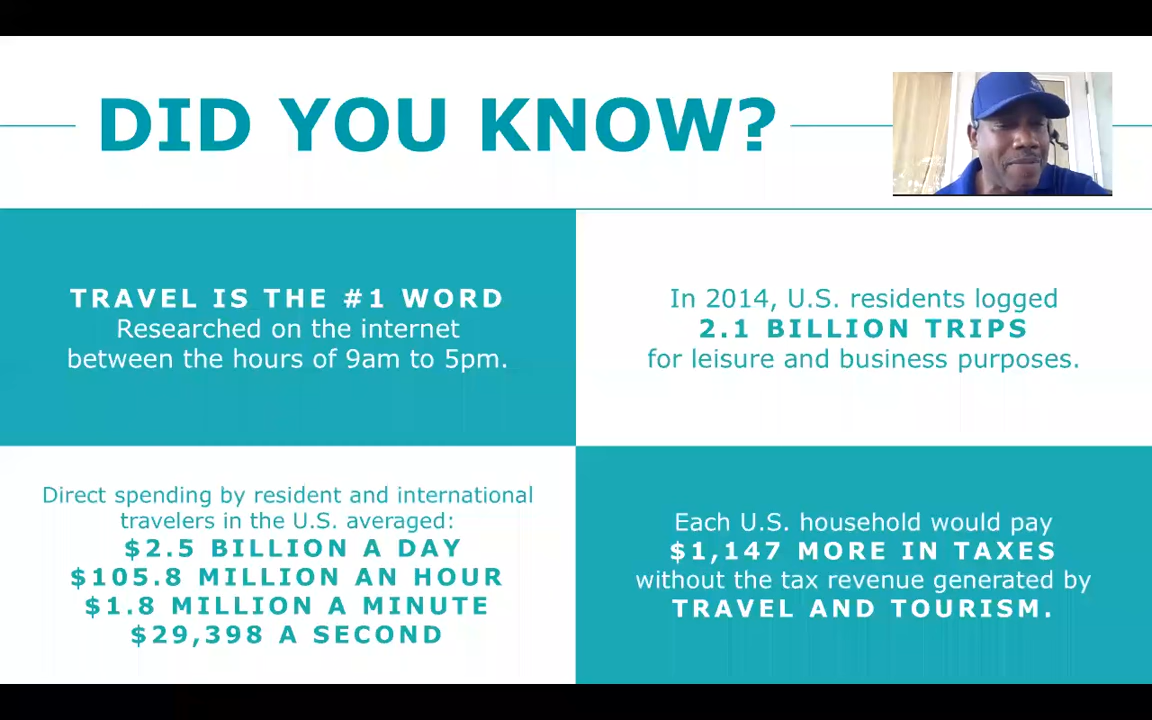 DID YOU KNOW?
TRAVEL IS THE #1 WORD
Researched on the internet
between the hours of 9am to 5pm.
In 2014, U.S. residents logged
2.1 BILLION TRIPS
for leisure and business purposes.
Direct spending by resident and international
travelers in the U.S. averaged:
$2.5 BILLION A DAY
$105.8 MILLION AN HOUR
$1.8 MILLION A MINUTE
$29,398 A SECOND
Each U.S. household would pay
$1,147 MORE IN TAXES
without the tax revenue generated by
TRAVEL AND TOURISM.